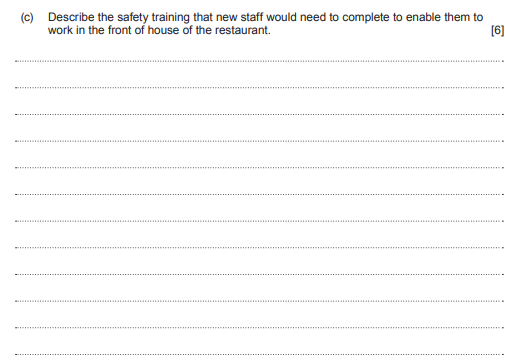 (c) Describe the safety training that new staff would need to complete to enable them to
work in the front of house of the restaurant. [6]